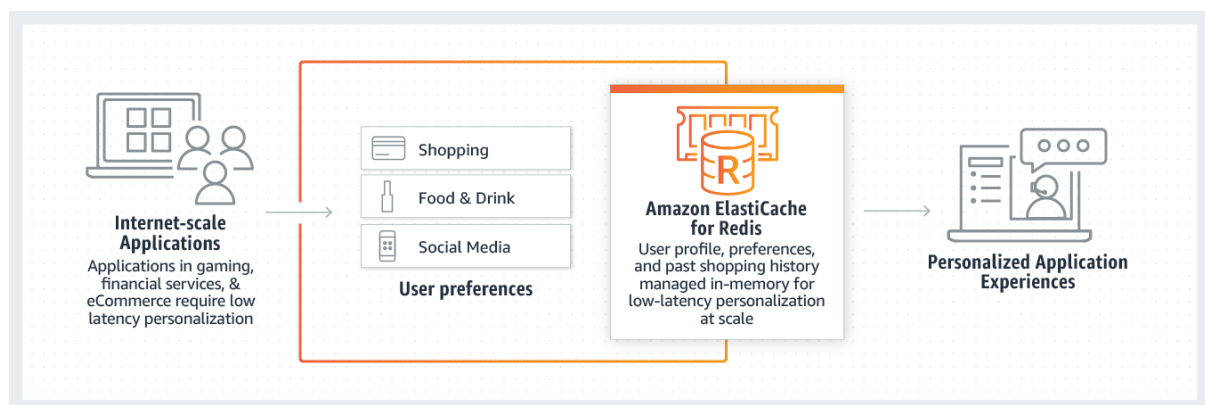 Internet-scale
Applications
Applications in gaming,
financial services, &
eCommerce require low
latency personalization
Shopping
Food & Drink
Social Media
User preferences
R
Amazon ElastiCache
for Redis
User profile, preferences,
and past shopping history
managed in-memory for
low-latency personalization
at scale
Personalized Application
Experiences